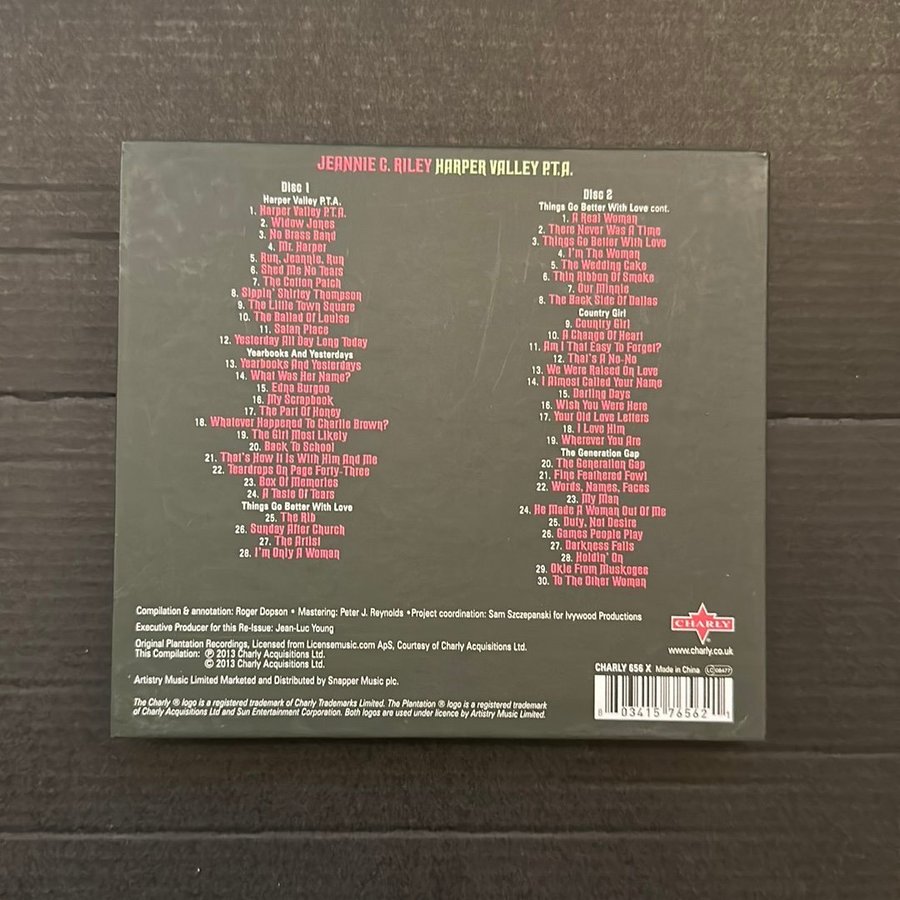 JEANNIE C. RILEY HARPER VALLEY P.T.A.
Disc 1
Harper Valley P.T.A.
1. Harper Valley P.T.A.
2. Widow Jones
3. No Brass Band
4. Mr. Harper
5. Run, Jeannie, Run
6. Shed Me No Tears
7. The Cotton Patch
8. Sippin' Shirley Thompson
9. The Little Town Square
10. The Ballad Of Louise
11. Satan Place
12. Yesterday All Day Long Today
Yearbooks And Yesterdays
13. Yearbooks And Yesterdays
14. What Was Her Name?
15. Edna Burgoo
16. My Scrapbook
17. The Part Of Honey
18. Whatever Happened To Charlie Brown?
19. The Girl Most Likely
20. Back To School
21. That's How It Is With Him And Me
22. Teardrops On Page Forty-Three
23. Box Of Memories
24. A Taste Of Tears
Things Go Better With Love
25. The Rib
26. Sunday After Church
27. The Artist
28. I'm Only A Woman
Disc 2
Things Go Better With Love cont.
1. A Real Woman
2. There Never Was A Time
3. Things Go Better With Love
4. I'm The Woman
5. The Wedding Cake
6. Thin Ribbon Of Smoke
7. Our Minnie
8. The Back Side Of Dallas
Country Girl
9. Country Girl
10. A Change Of Heart
11. Am I That Easy To Forget?
12. That's A No-No
13. We Were Raised On Love
14. I Almost Called Your Name
15. Darling Days
16. Wish You Were Here
17. Your Old Love Letters
18. I Love Him
19. Wherever You Are
The Generation Gap
20. The Generation Gap
21. Fine Feathered Fowl
22. Words, Names, Faces
23. My Man
24. He Made A Woman Out Of Me
25. Duty, Not Desire
26. Games People Play
27. Darkness Falls
28. Holdin' On
29. Okie From Muskogee
30. To The Other Woman
Compilation & annotation: Roger Dopson • Mastering: Peter J. Reynolds • Project coordination: Sam Szczepanski for Ivywood Productions
Executive Producer for this Re-Issue: Jean-Luc Young
Original Plantation Recordings, Licensed from Licensemusic.com ApS, Courtesy of Charly Acquisitions Ltd.
This Compilation: ℗ 2013 Charly Acquisitions Ltd.
© 2013 Charly Acquisitions Ltd.
Artistry Music Limited Marketed and Distributed by Snapper Music plc.
The Charly ® logo is a registered trademark of Charly Trademarks Limited. The Plantation ® logo is a registered trademark
of Charly Acquisitions Ltd and Sun Entertainment Corporation. Both logos are used under licence by Artistry Music Limited.
CHARLY
www.charly.co.uk
CHARLY 656 X Made in China LC 08477
8 03415 76562 1